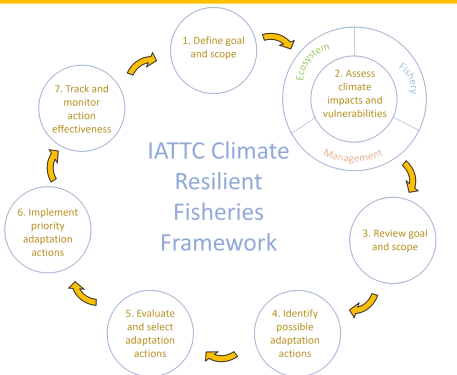 1. Define goal
and scope
Ecosystem
Fishery
Management
2. Assess
climate
impacts and
vulnerabilities
3. Review goal
and scope
4. Identify
possible
adaptation
actions
5. Evaluate
and select
adaptation
actions
6. Implement
priority
adaptation
actions
7. Track and
monitor
action
effectiveness
IATTC Climate
Resilient
Fisheries
Framework